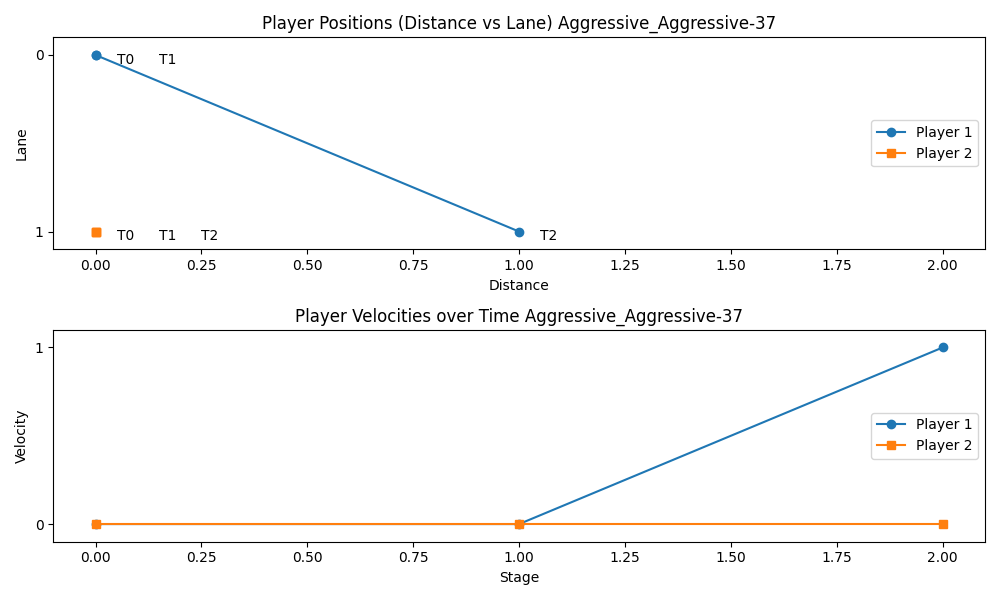 Player Positions (Distance vs Lane) Aggressive_Aggressive-37
0
T0 T1
Player 1
Player 2
Lane
1
T0 T1 T2
T2
0.00 0.25 0.50 0.75 1.00 1.25 1.50 1.75 2.00
Distance
Player Velocities over Time Aggressive_Aggressive-37
1
Player 1
Player 2
Velocity
0
0.00 0.25 0.50 0.75 1.00 1.25 1.50 1.75 2.00
Stage